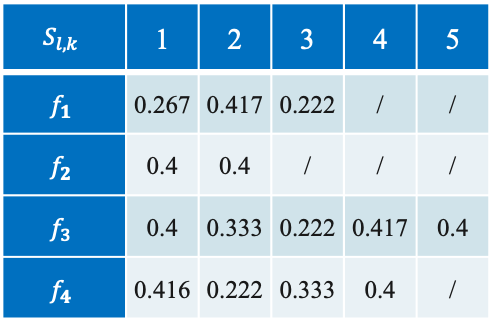 S_{l,k} 1 2 3 4 5
f_1 0.267 0.417 0.222 / /
f_2 0.4 0.4 / / /
f_3 0.4 0.333 0.222 0.417 0.4
f_4 0.416 0.222 0.333 0.4 /